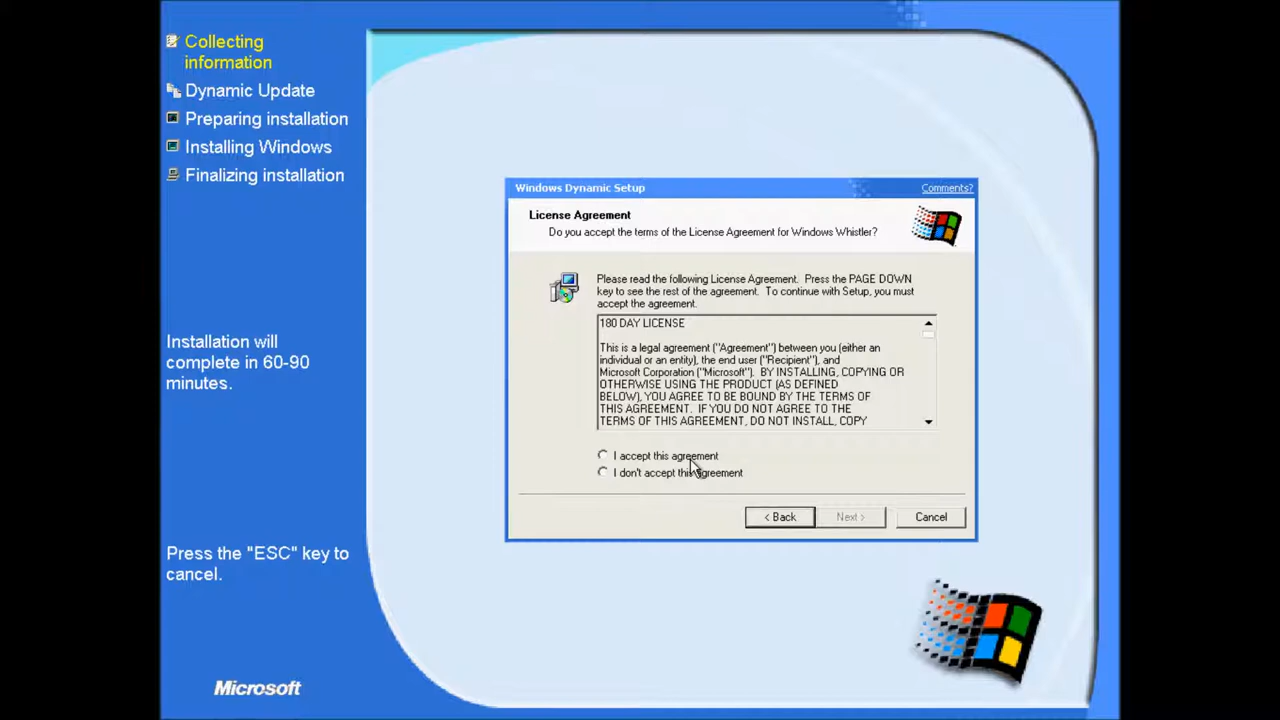 Collecting
information
Dynamic Update
Preparing installation
Installing Windows
Finalizing installation
Installation will
complete in 60-90
minutes.
Press the "ESC" key to
cancel.
Microsoft
Windows Dynamic Setup
Comments?
License Agreement
Do you accept the terms of the License Agreement for Windows Whistler?
Please read the following License Agreement. Press the PAGE DOWN
key to see the rest of the agreement. To continue with Setup, you must
accept the agreement.
180 DAY LICENSE
This is a legal agreement ("Agreement") between you (either an
individual or an entity), the end user ("Recipient"), and
Microsoft Corporation ("Microsoft"). BY INSTALLING, COPYING OR
OTHERWISE USING THE PRODUCT (AS DEFINED
BELOW), YOU AGREE TO BE BOUND BY THE TERMS OF
THIS AGREEMENT. IF YOU DO NOT AGREE TO THE
TERMS OF THIS AGREEMENT, DO NOT INSTALL, COPY
I accept this agreement
I don't accept this agreement
< Back
Next >
Cancel